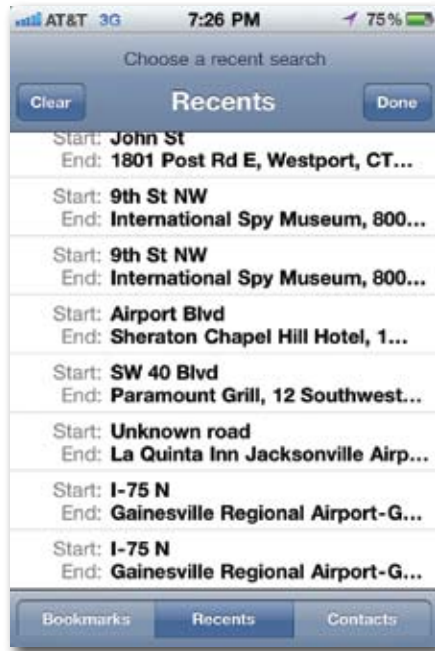 AT&T 3G 7:26 PM 75%
Choose a recent search
Clear Recents Done
Start: John St
End: 1801 Post Rd E, Westport, CT...
Start: 9th St NW
End: International Spy Museum, 800...
Start: 9th St NW
End: International Spy Museum, 800...
Start: Airport Blvd
End: Sheraton Chapel Hill Hotel, 1...
Start: SW 40 Blvd
End: Paramount Grill, 12 Southwest...
Start: Unknown road
End: La Quinta Inn Jacksonville Airp...
Start: I-75 N
End: Gainesville Regional Airport-G...
Start: I-75 N
End: Gainesville Regional Airport-G...
Bookmarks Recents Contacts